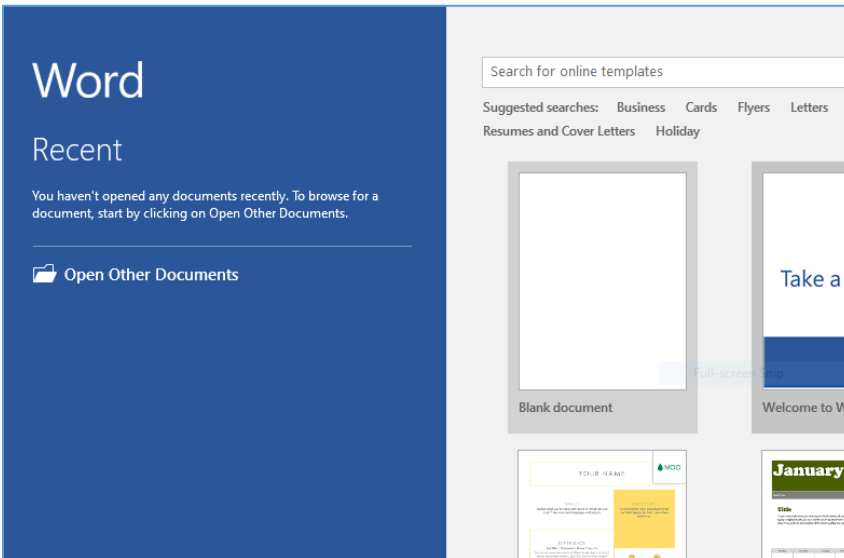 Word
Recent
You haven't opened any documents recently. To browse for a
document, start by clicking on Open Other Documents.
Open Other Documents
Search for online templates
Suggested searches: Business Cards Flyers Letters
Resumes and Cover Letters Holiday
Take a
Full-screen Snip
Blank document
Welcome to W
YOUR NAME
MOO
EXPERIENCE
January
Title